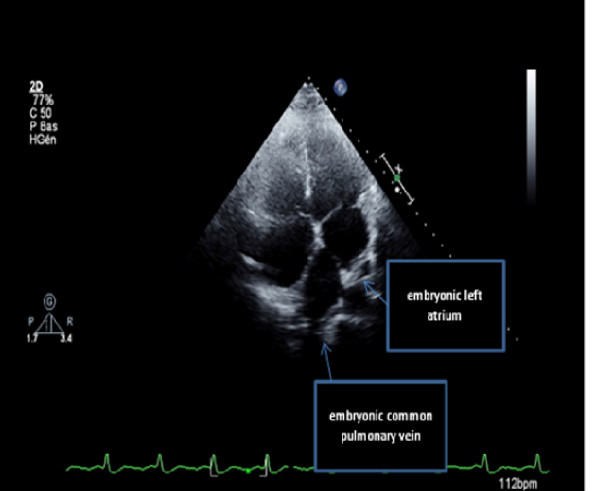 2D
77%
C 50
P Bas
HGén
G
P R
1.7 3.4
embryonic left
atrium
embryonic common
pulmonary vein
112bpm